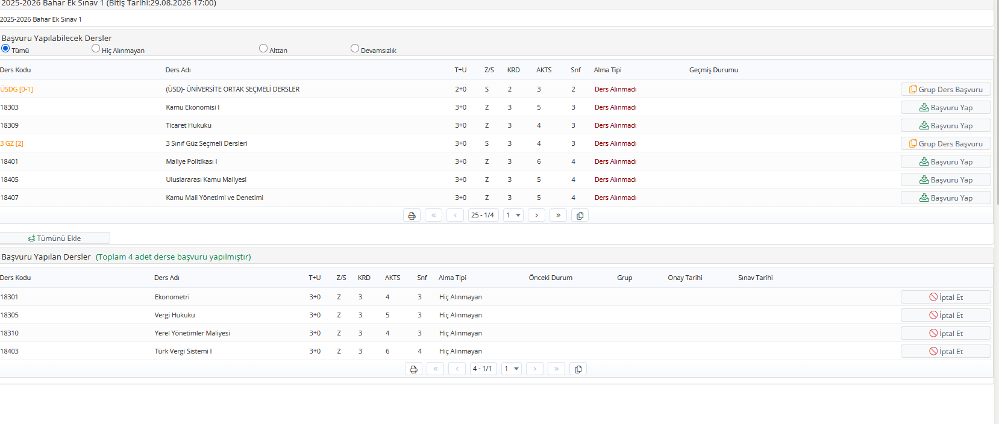 2025-2026 Bahar Ek Sınav 1 (Bitiş Tarihi:29.08.2026 17:00)
2025-2026 Bahar Ek Sınav 1
Başvuru Yapılabilecek Dersler
Tümü Hiç Alınmayan Alttan Devamsızlık
Ders Kodu Ders Adı T+U Z/S KRD AKTS Snf Alma Tipi Geçmiş Durumu
ÜSDG [0-1] (ÜSD)- ÜNİVERSİTE ORTAK SEÇMELİ DERSLER 2+0 S 2 3 2 Ders Alınmadı Grup Ders Başvuru
18303 Kamu Ekonomisi I 3+0 Z 3 5 3 Ders Alınmadı Başvuru Yap
18309 Ticaret Hukuku 3+0 Z 3 4 3 Ders Alınmadı Başvuru Yap
3 GZ [2] 3 Sınıf Güz Seçmeli Dersleri 3+0 S 3 4 3 Ders Alınmadı Grup Ders Başvuru
18401 Maliye Politikası I 3+0 Z 3 6 4 Ders Alınmadı Başvuru Yap
18405 Uluslararası Kamu Maliyesi 3+0 Z 3 5 4 Ders Alınmadı Başvuru Yap
18407 Kamu Mali Yönetimi ve Denetimi 3+0 Z 3 5 4 Ders Alınmadı Başvuru Yap
« ‹ 25 - 1/4 1 › »
Tümünü Ekle
Başvuru Yapılan Dersler (Toplam 4 adet derse başvuru yapılmıştır)
Ders Kodu Ders Adı T+U Z/S KRD AKTS Snf Alma Tipi Önceki Durum Grup Onay Tarihi Sınav Tarihi
18301 Ekonometri 3+0 Z 3 4 3 Hiç Alınmayan İptal Et
18305 Vergi Hukuku 3+0 Z 3 5 3 Hiç Alınmayan İptal Et
18310 Yerel Yönetimler Maliyesi 3+0 Z 3 4 3 Hiç Alınmayan İptal Et
18403 Türk Vergi Sistemi I 3+0 Z 3 6 4 Hiç Alınmayan İptal Et
« ‹ 4 - 1/1 1 › »